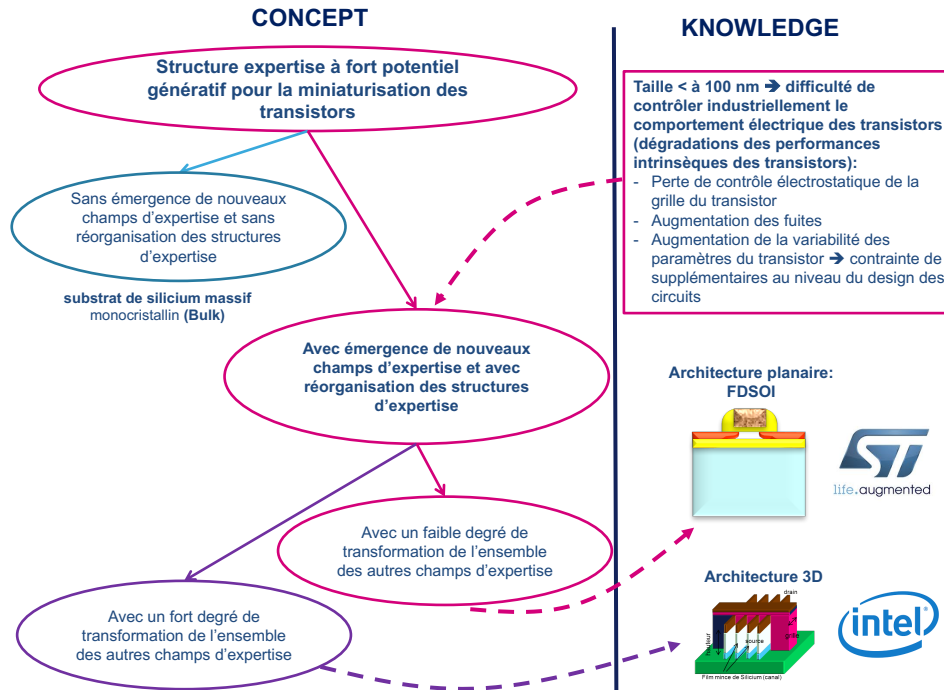 CONCEPT
Structure expertise à fort potentiel
génératif pour la miniaturisation des
transistors
Sans émergence de nouveaux
champs d'expertise et sans
réorganisation des structures
d'expertise
substrat de silicium massif
monocristallin (Bulk)
Avec émergence de nouveaux
champs d'expertise et avec
réorganisation des structures
d'expertise
Avec un faible degré de
transformation de l'ensemble
des autres champs d'expertise
Avec un fort degré de
transformation de l'ensemble
des autres champs d'expertise
KNOWLEDGE
Taille < à 100 nm ➔ difficulté de
contrôler industriellement le
comportement électrique des transistors
(dégradations des performances
intrinsèques des transistors):
- Perte de contrôle électrostatique de la
grille du transistor
- Augmentation des fuites
- Augmentation de la variabilité des
paramètres du transistor ➔ contrainte de
supplémentaires au niveau du design des
circuits
Architecture planaire:
FDSOI
ST
life.augmented
Architecture 3D
drain
hauteur
source
grille
Film mince de Silicium (canal)
intel